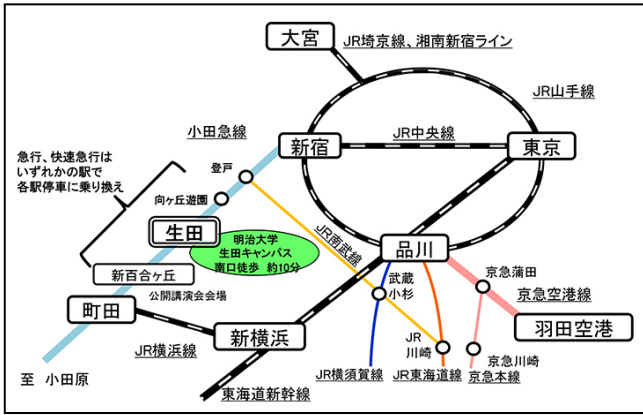 大宮
JR埼京線、湘南新宿ライン
JR山手線
小田急線
新宿
JR中央線
東京
急行、快速急行は
いずれかの駅で
各駅停車に乗り換え
登戸
向ヶ丘遊園
生田
明治大学
生田キャンパス
南口徒歩 約10分
JR南武線
品川
新百合ヶ丘
公開講演会会場
武蔵
小杉
京急蒲田
京急空港線
羽田空港
町田
新横浜
JR横浜線
JR
川崎
京急川崎
至 小田原
東海道新幹線
JR横須賀線
JR東海道線
京急本線